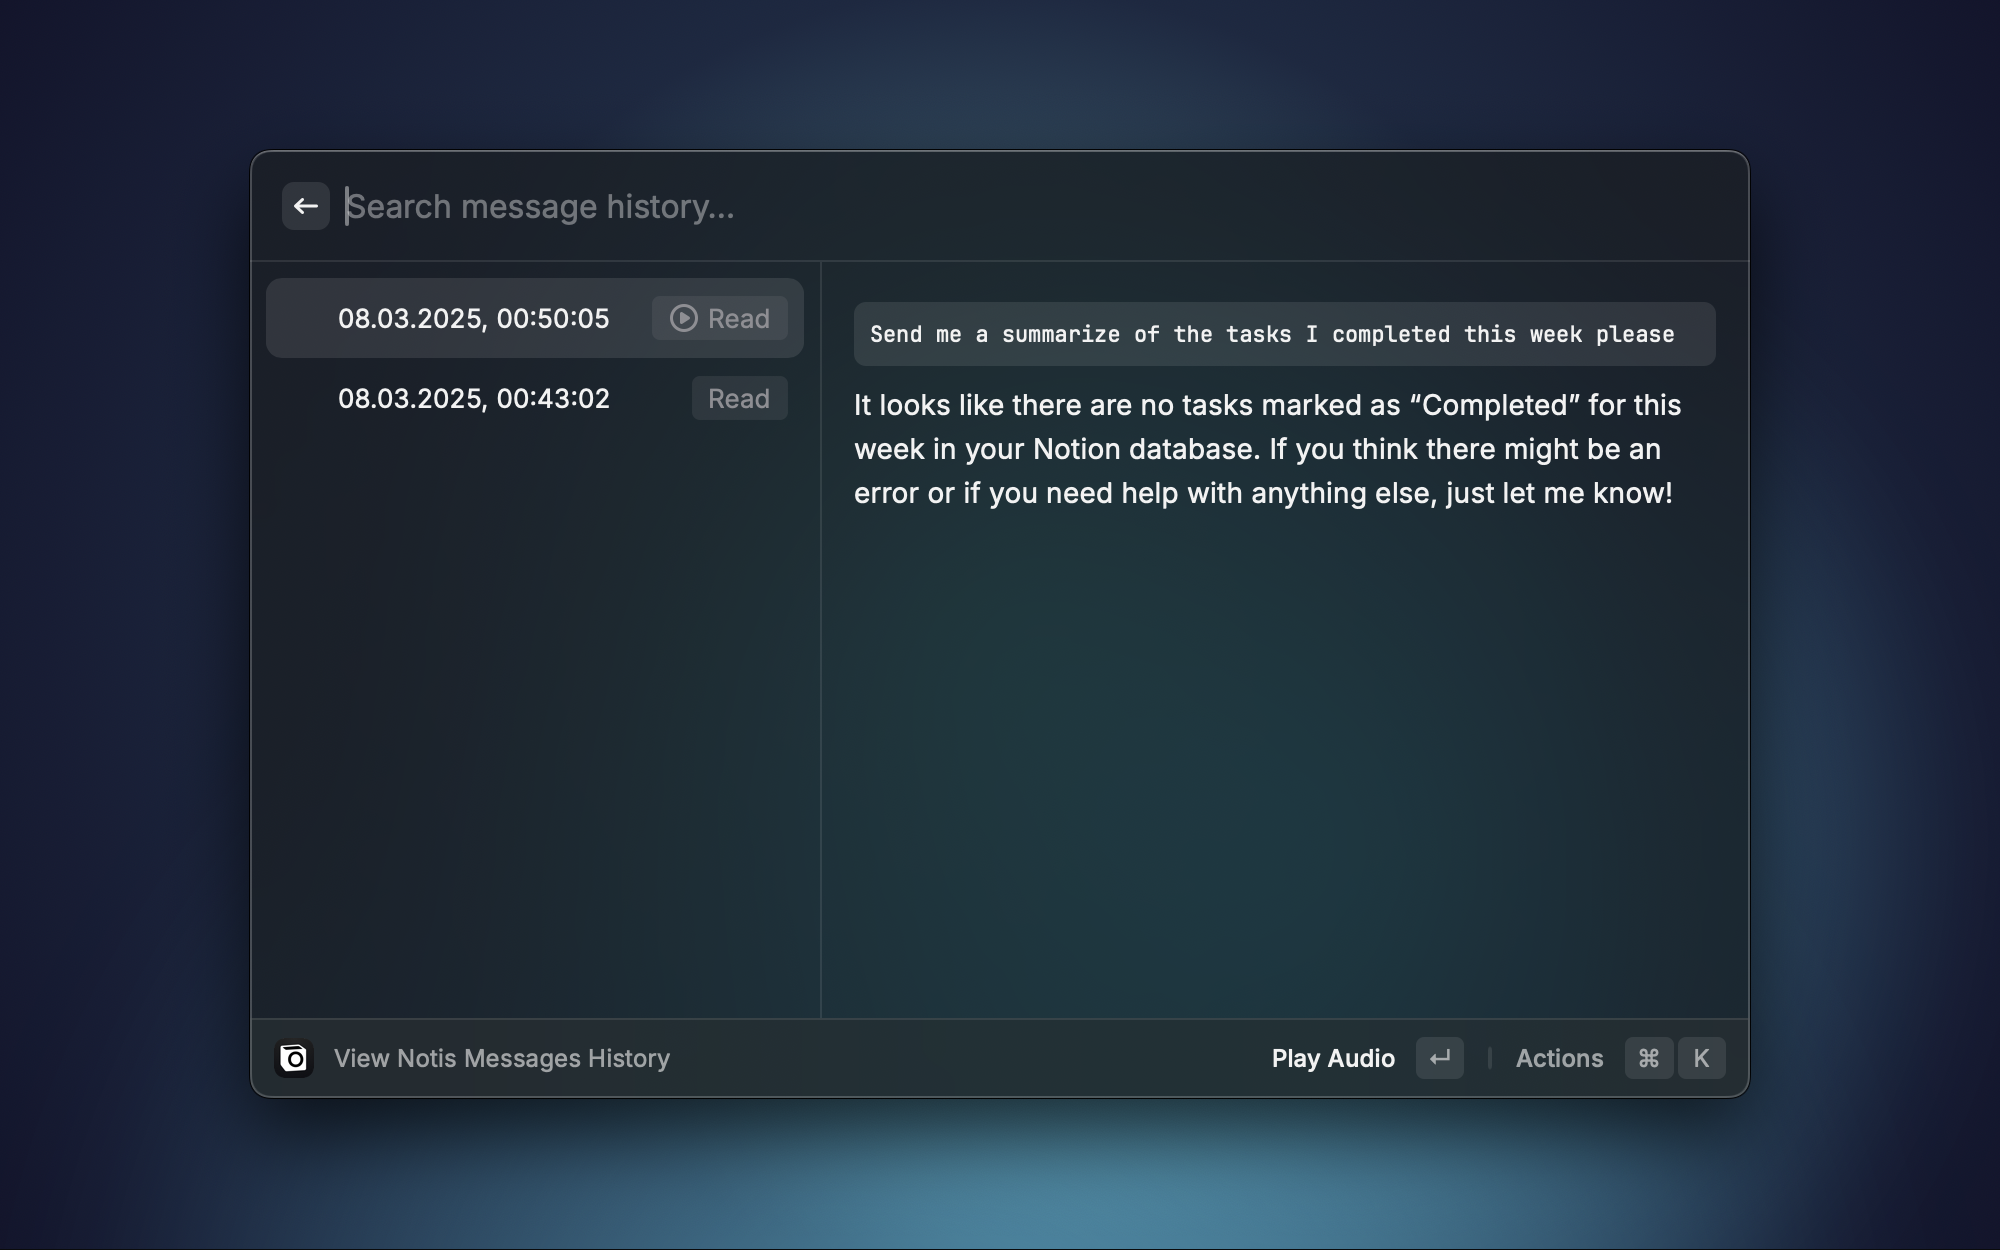 Search message history...
08.03.2025, 00:50:05 Read
08.03.2025, 00:43:02 Read
Send me a summarize of the tasks I completed this week please
It looks like there are no tasks marked as “Completed” for this
week in your Notion database. If you think there might be an
error or if you need help with anything else, just let me know!
View Notis Messages History
Play Audio ↵ Actions ⌘ K